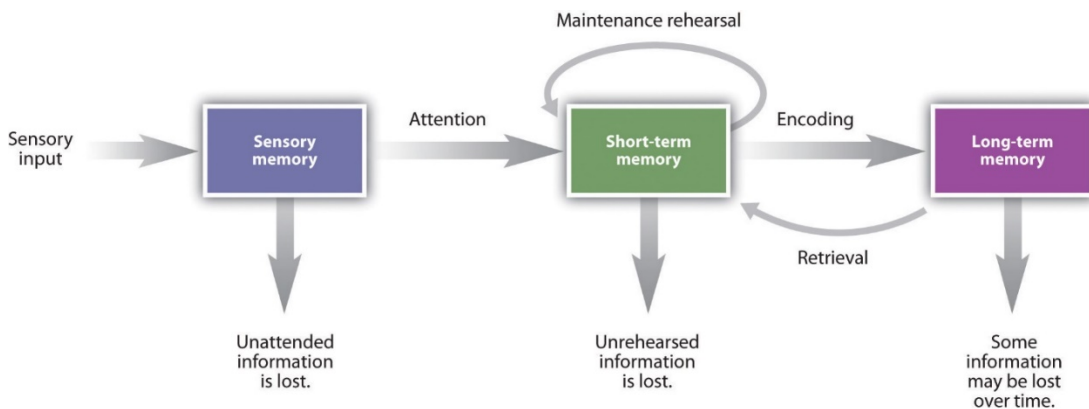 Maintenance rehearsal
Sensory
input
Sensory
memory
Attention
Short-term
memory
Encoding
Long-term
memory
Retrieval
Unattended
information
is lost.
Unrehearsed
information
is lost.
Some
information
may be lost
over time.